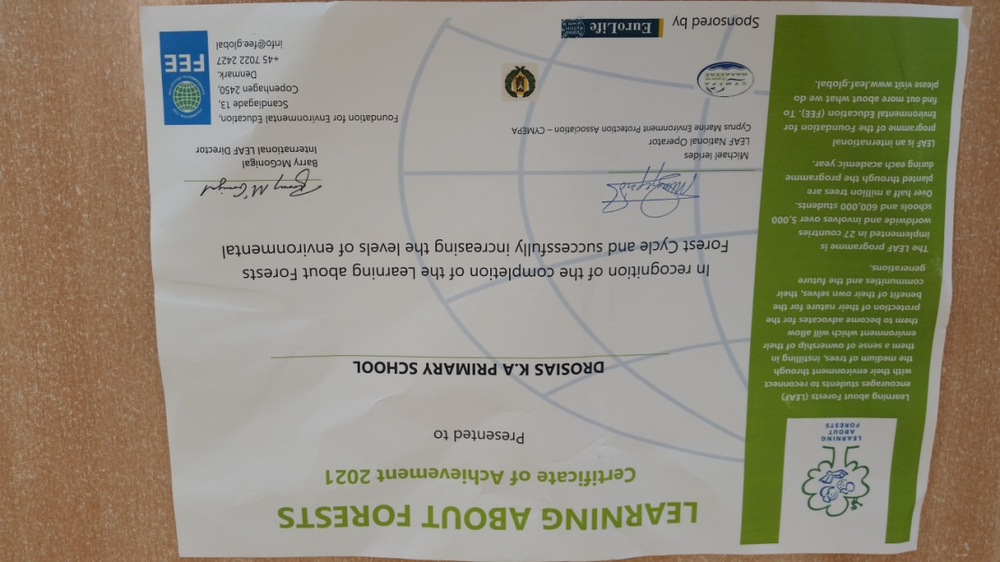 LEARNING
ABOUT
FORESTS
Learning about Forests (LEAF)
encourages students to reconnect
with their environment through
the medium of trees, instilling in
them a sense of ownership of their
environment which will allow
them to become advocates for the
protection of their nature for the
benefit of their own selves, their
communities and the future
generations.
The LEAF programme is
implemented in 27 countries
worldwide and involves over 5,000
schools and 600,000 students.
Over half a million trees are
planted through the programme
during each academic year.
LEAF is an international
programme of the Foundation for
Environmental Education (FEE). To
find out more about what we do
please visit www.leaf.global.
LEARNING ABOUT FORESTS
Certificate of Achievement 2021
Presented to
DROSIAS K.A PRIMARY SCHOOL
In recognition of the completion of the Learning about Forests
Forest Cycle and successfully increasing the levels of environmental
Michael Ierides
LEAF National Operator
Cyprus Marine Environment Protection Association – CYMEPA
CYMEPA
Sponsored by
EuroLife
Barry McGonigal
Barry McGonigal
International LEAF Director
Foundation for Environmental Education,
Scandiagade 13,
Copenhagen 2450,
Denmark.
+45 7022 2427
info@fee.global
FEE